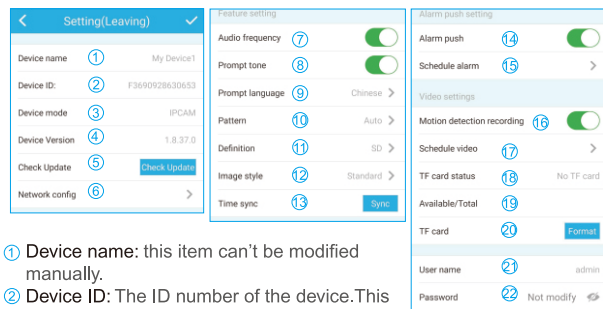 Setting(Leaving)
Device name ① My Device1
Device ID: ② F3690928630653
Device mode ③ IPCAM
Device Version ④ 1.8.37.0
Check Update ⑤ Check Update
Network config ⑥
Feature setting
Audio frequency ⑦
Prompt tone ⑧
Prompt language ⑨ Chinese
Pattern ⑩ Auto
Definition ⑪ SD
Image style ⑫ Standard
Time sync ⑬ Sync
Alarm push setting
Alarm push ⑭
Schedule alarm ⑮
Video settings
Motion detection recording ⑯
Schedule video ⑰
TF card status ⑱ No TF card
Available/Total ⑲
TF card ⑳ Format
User name ㉑ admin
Password ㉒ Not modify
① Device name: this item can't be modified
manually.
② Device ID: The ID number of the device.This